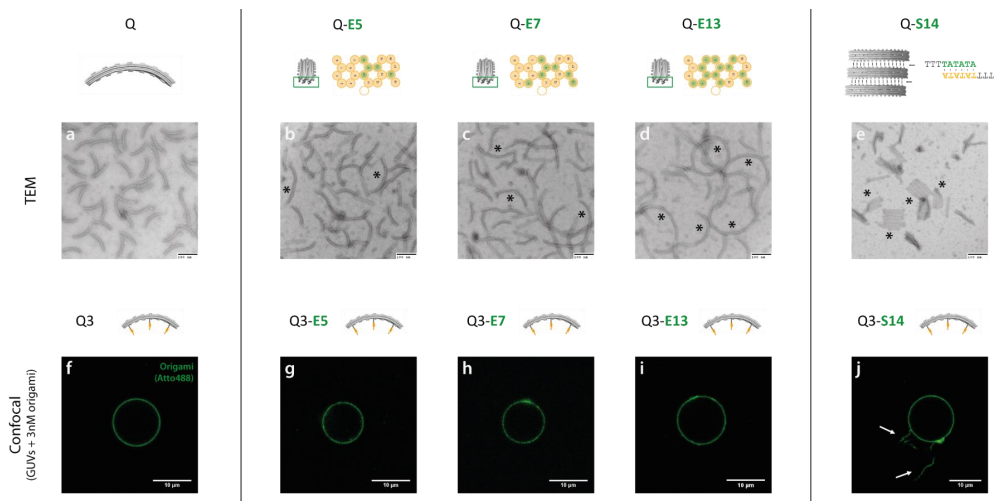 Q
Q-E5
Q-E7
Q-E13
Q-S14
TTTTATATA
TEM
a
b
*
*
c
*
*
*
d
*
*
*
*
*
e
*
*
*
*
Q3
Q3-E5
Q3-E7
Q3-E13
Q3-S14
Confocal
(GUVs + 3nM origami)
f
Origami
(Atto488)
10 µm
g
10 µm
h
10 µm
i
10 µm
j
10 µm